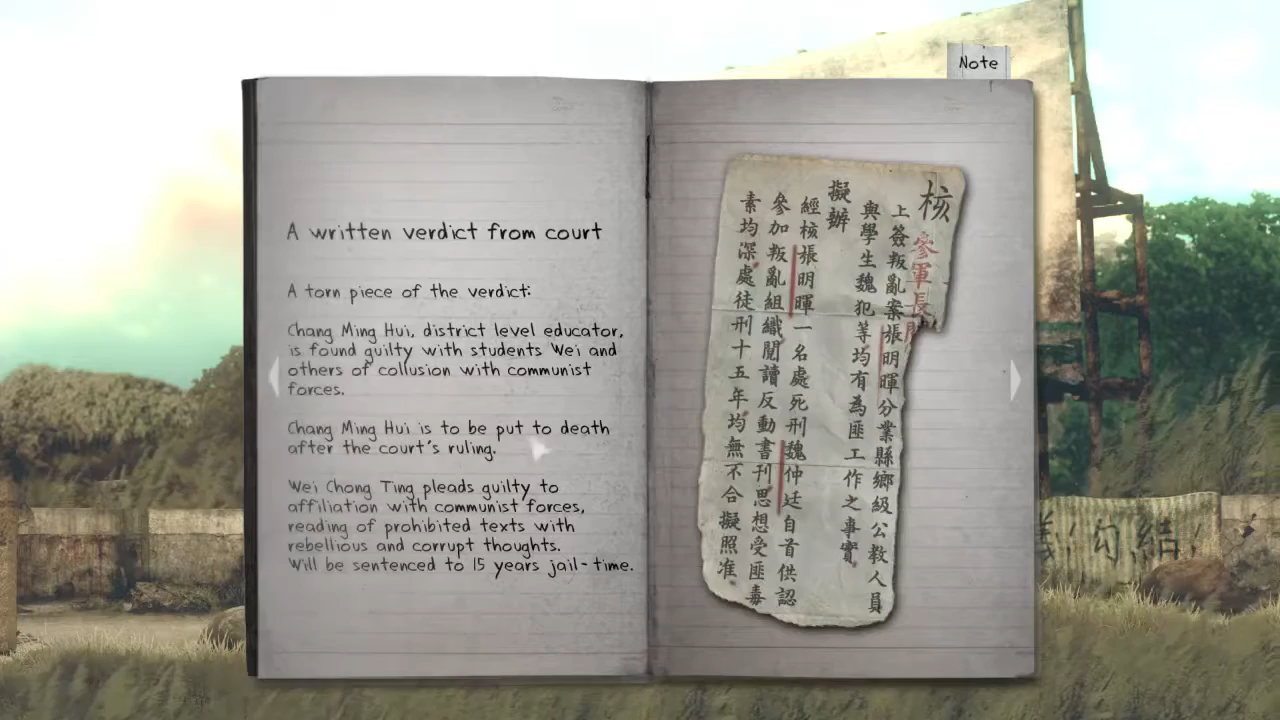 Note
A written verdict from court
A torn piece of the verdict:
Chang Ming Hui, district level educator,
is found guilty with students Wei and
others of collusion with communist
forces.
Chang Ming Hui is to be put to death
after the court's ruling.
Wei Chong Ting pleads guilty to
affiliation with communist forces,
reading of prohibited texts with
rebellious and corrupt thoughts.
Will be sentenced to 15 years jail-time.
核
參軍長
上簽叛亂案張明暉分業縣鄉級公教人員
與學生魏犯等均有為匪工作之事實。
擬辦
經核張明暉一名處死刑魏仲廷自首供認
參加叛亂組織閱讀反動書刊思想受匪毒
素均深處徒刑十五年均無不合擬照准。
勾結